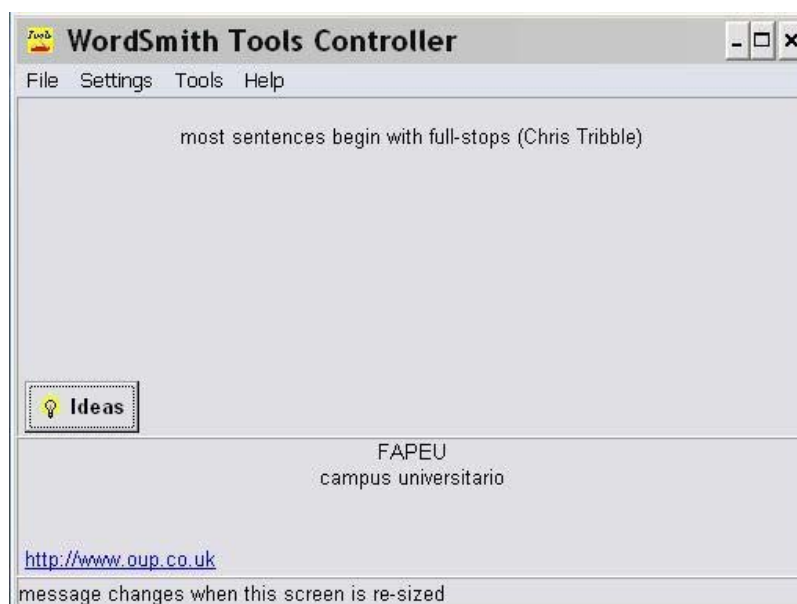 Tools WordSmith Tools Controller
File Settings Tools Help
most sentences begin with full-stops (Chris Tribble)
Ideas
FAPEU
campus universitario
http://www.oup.co.uk
message changes when this screen is re-sized